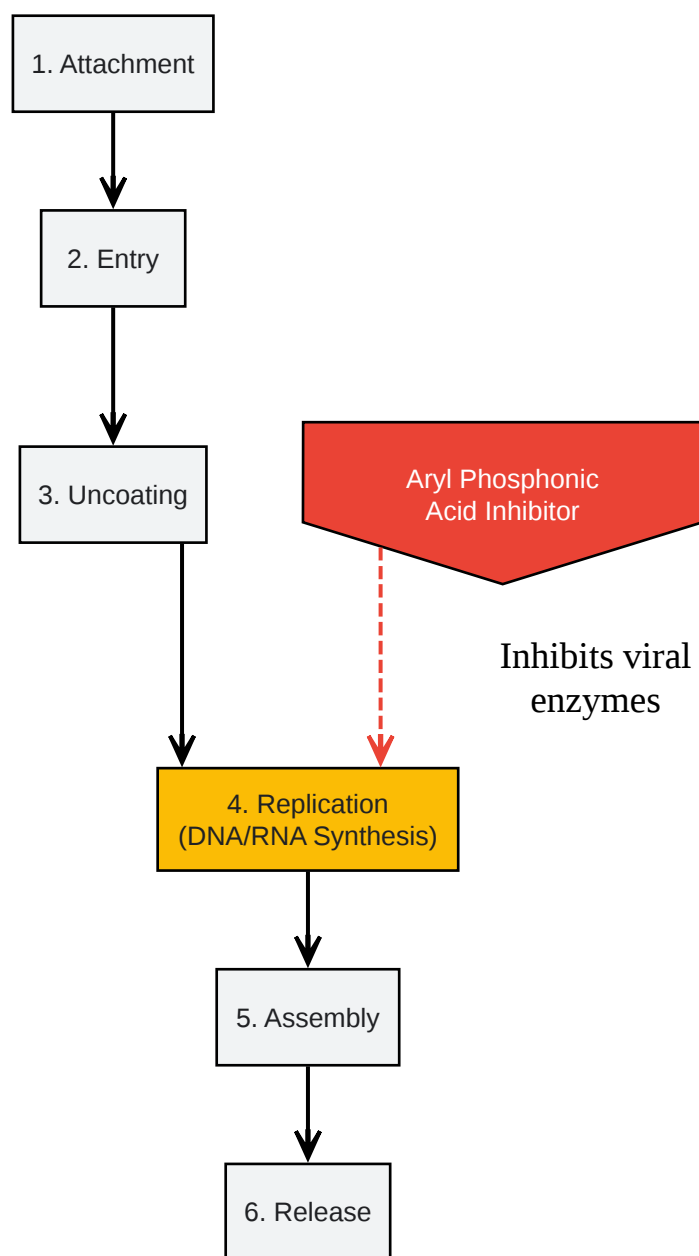 1. Attachment
2. Entry
3. Uncoating
Aryl Phosphonic
Acid Inhibitor
Inhibits viral
enzymes
4. Replication
(DNA/RNA Synthesis)
5. Assembly
6. Release